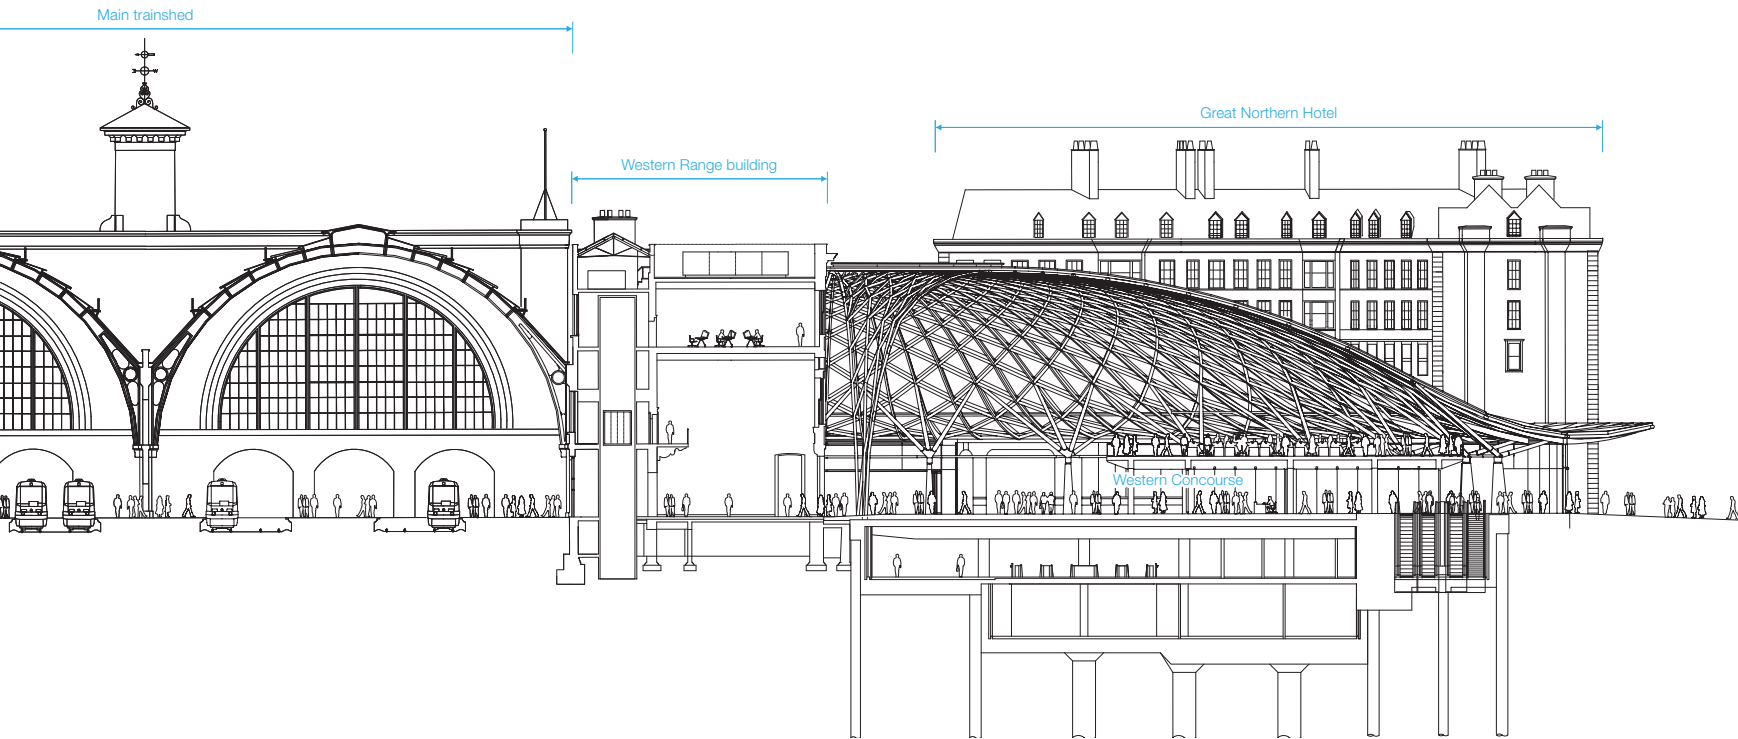 Main trainshed
Great Northern Hotel
Western Range building
Western Concourse